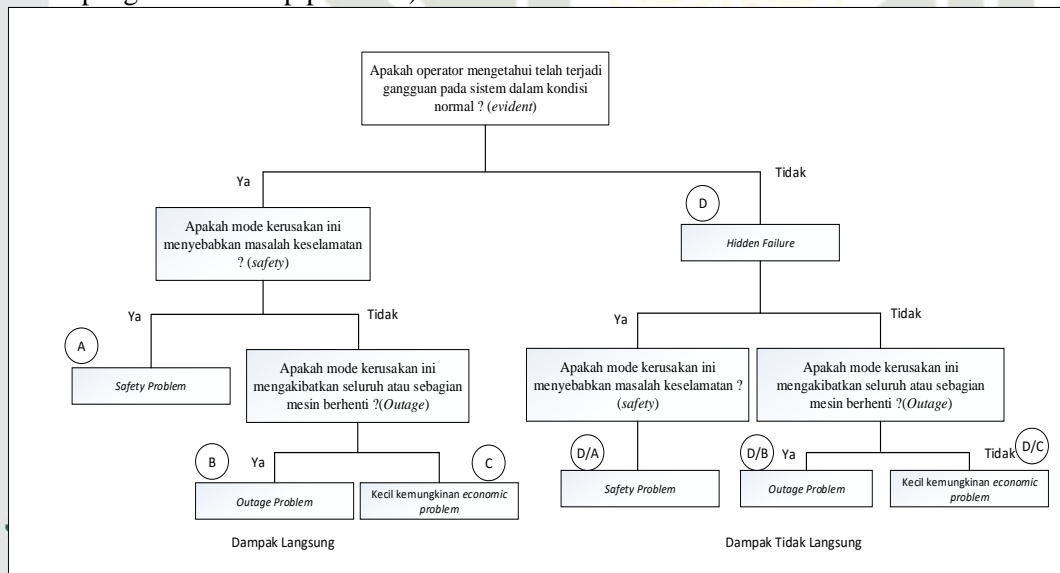 Apakah operator mengetahui telah terjadi
gangguan pada sistem dalam kondisi
normal ? (evident)
Ya
Tidak
Apakah mode kerusakan ini
menyebabkan masalah keselamatan
? (safety)
D
Hidden Failure
Ya
Tidak
A
Safety Problem
Apakah mode kerusakan ini
mengakibatkan seluruh atau sebagian
mesin berhenti ?(Outage)
Ya
Tidak
Apakah mode kerusakan ini
menyebabkan masalah keselamatan ?
(safety)
Apakah mode kerusakan ini
mengakibatkan seluruh atau sebagian
mesin berhenti ?(Outage)
B
Ya
C
Outage Problem
Kecil kemungkinan economic
problem
D/A
Safety Problem
D/B
Ya
Tidak
D/C
Outage Problem
Kecil kemungkinan economic
problem
Dampak Langsung
Dampak Tidak Langsung